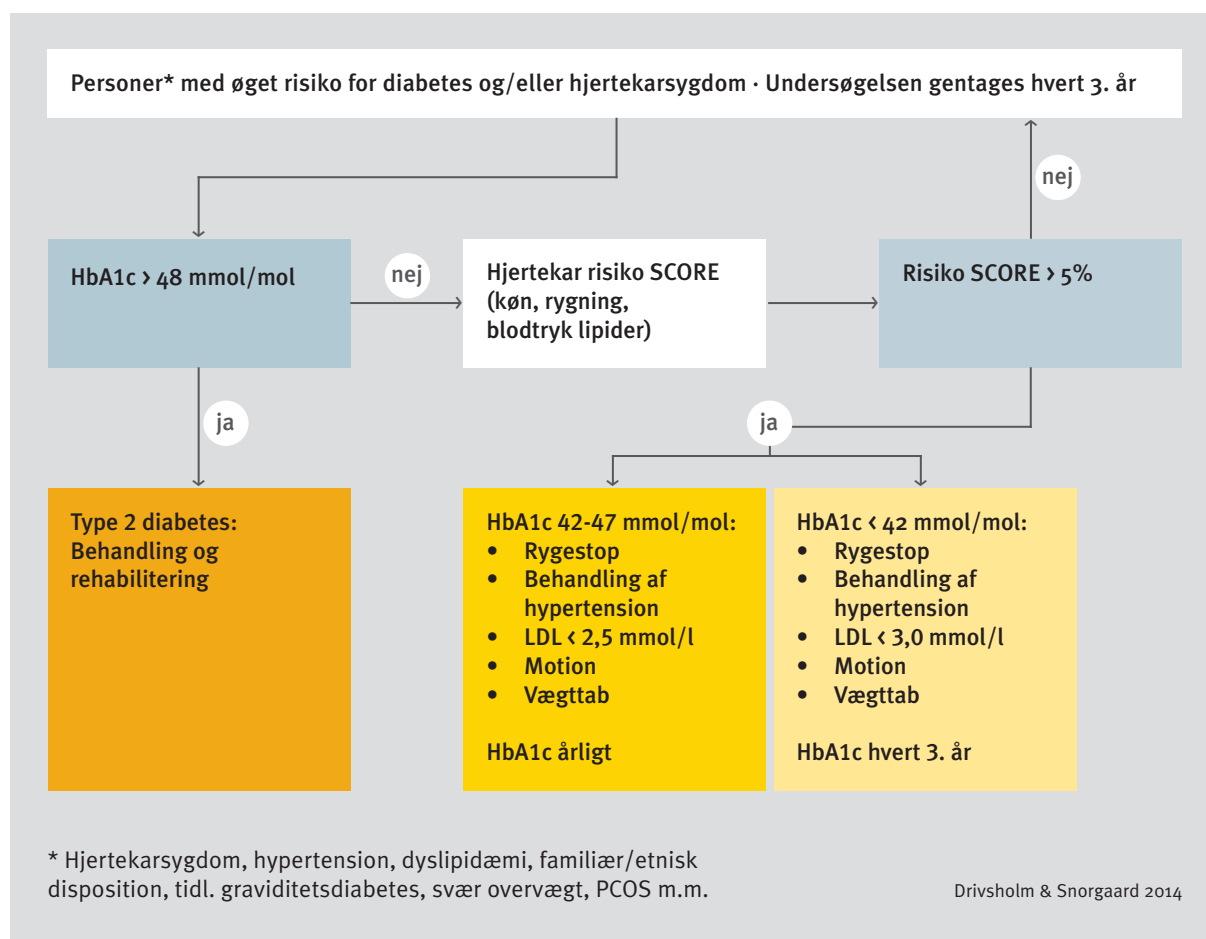 Personer* med øget risiko for diabetes og/eller hjertekarsygdom · Undersøgelsen gentages hvert 3. år
nej
HbA1c > 48 mmol/mol
nej
Hjertekar risiko SCORE
(køn, rygning,
blodtryk lipider)
Risiko SCORE > 5%
ja
ja
Type 2 diabetes:
Behandling og
rehabilitering
HbA1c 42-47 mmol/mol:
• Rygestop
• Behandling af
hypertension
• LDL < 2,5 mmol/l
• Motion
• Vægttab
HbA1c årligt
HbA1c < 42 mmol/mol:
• Rygestop
• Behandling af
hypertension
• LDL < 3,0 mmol/l
• Motion
• Vægttab
HbA1c hvert 3. år
* Hjertekarsygdom, hypertension, dyslipidæmi, familiær/etnisk
disposition, tidl. graviditetsdiabetes, svær overvægt, PCOS m.m.
Drivsholm & Snorgaard 2014